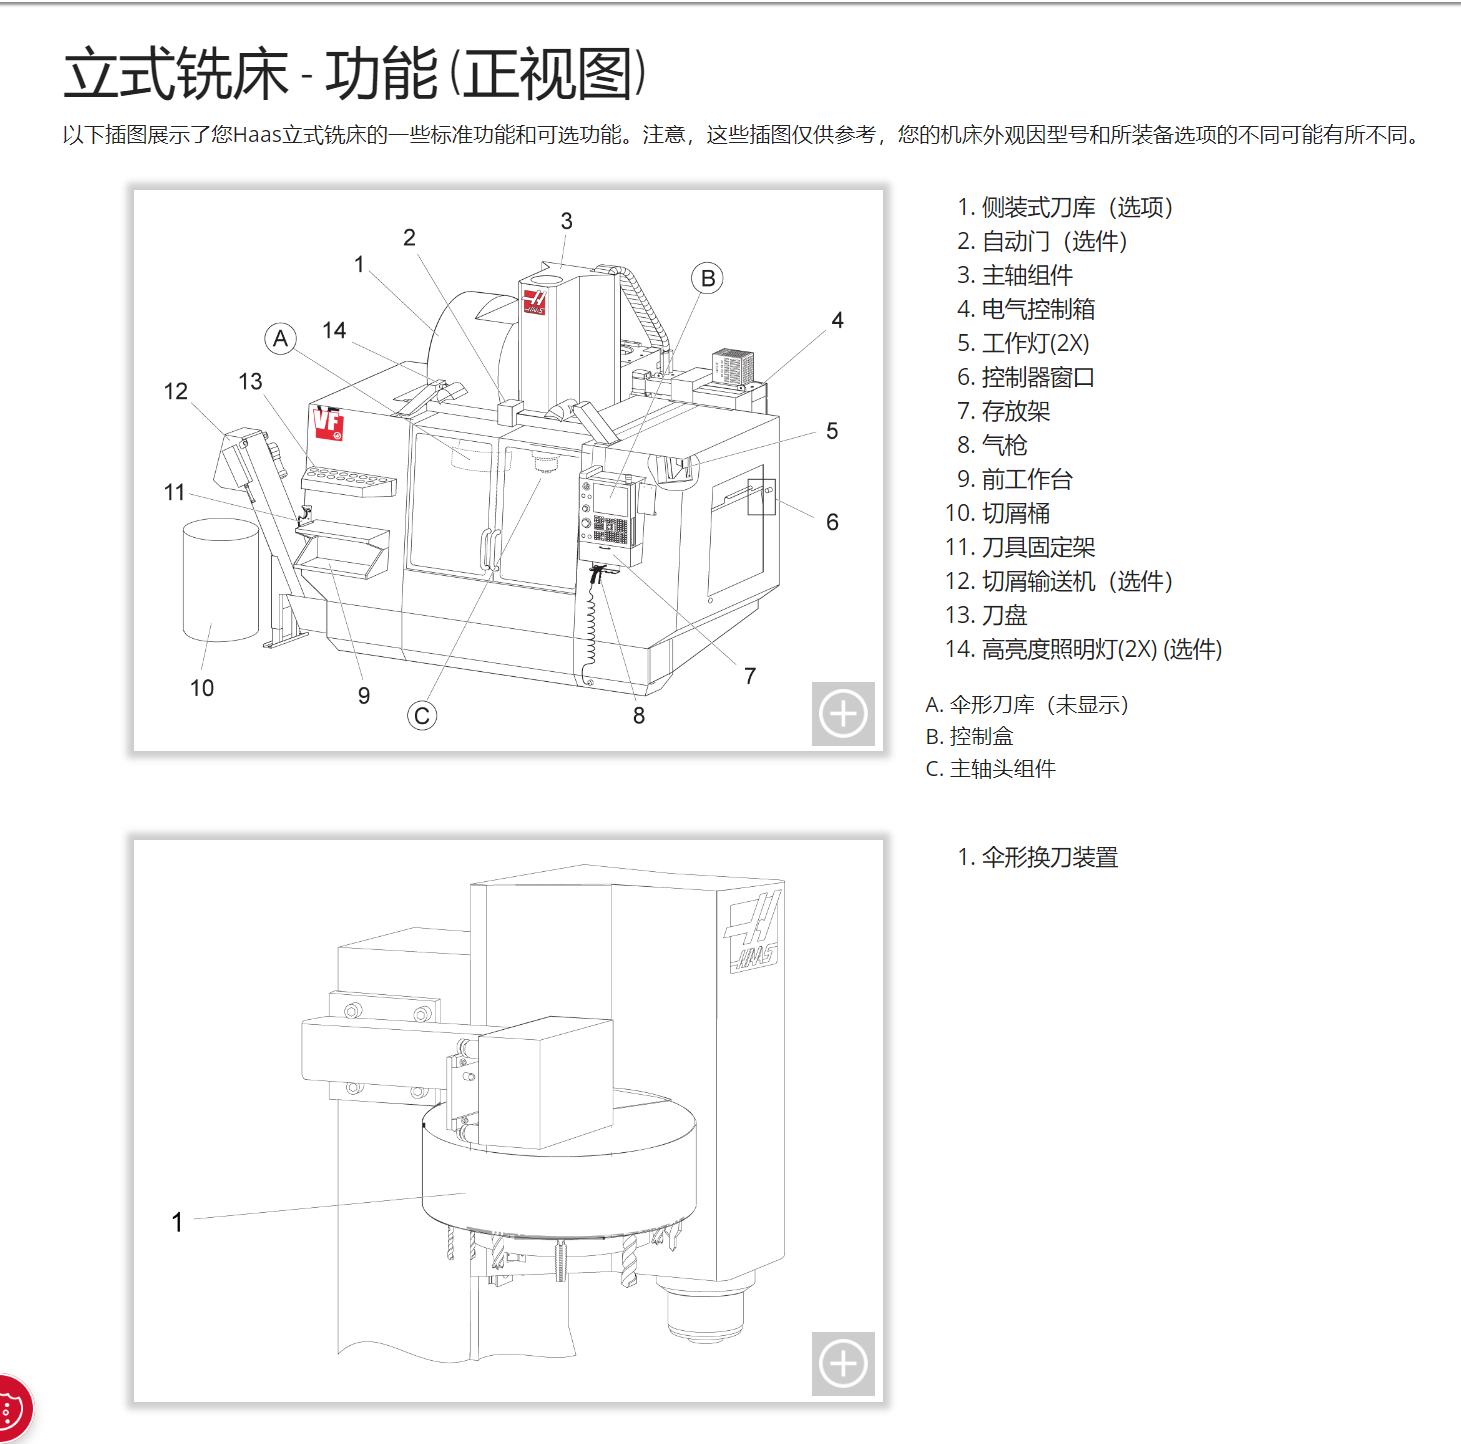 立式铣床 - 功能 (正视图)
以下插图展示了您Haas立式铣床的一些标准功能和可选功能。注意，这些插图仅供参考，您的机床外观因型号和所装备选项的不同可能有所不同。
3
2
1
B
4
14
A
13
12
VF
HAAS
5
11
6
7
10
9
8
C
1. 侧装式刀库（选项）
2. 自动门（选件）
3. 主轴组件
4. 电气控制箱
5. 工作灯(2X)
6. 控制器窗口
7. 存放架
8. 气枪
9. 前工作台
10. 切屑桶
11. 刀具固定架
12. 切屑输送机（选件）
13. 刀盘
14. 高亮度照明灯(2X) (选件)
A. 伞形刀库（未显示）
B. 控制盒
C. 主轴头组件
HAAS
1
1. 伞形换刀装置